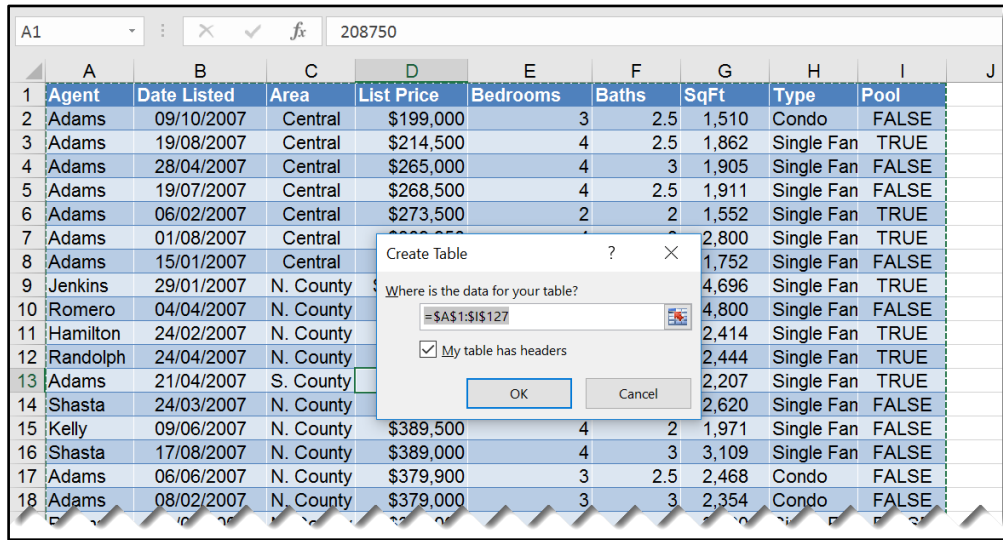 A1 fx 208750
A B C D E F G H I J
1 Agent Date Listed Area List Price Bedrooms Baths SqFt Type Pool
2 Adams 09/10/2007 Central $199,000 3 2.5 1,510 Condo FALSE
3 Adams 19/08/2007 Central $214,500 4 2.5 1,862 Single Fan TRUE
4 Adams 28/04/2007 Central $265,000 4 3 1,905 Single Fan FALSE
5 Adams 19/07/2007 Central $268,500 4 2.5 1,911 Single Fan FALSE
6 Adams 06/02/2007 Central $273,500 2 2 1,552 Single Fan TRUE
7 Adams 01/08/2007 Central 2,800 Single Fan TRUE
8 Adams 15/01/2007 Central 1,752 Single Fan FALSE
9 Jenkins 29/01/2007 N. County 4,696 Single Fan TRUE
10 Romero 04/04/2007 N. County 4,800 Single Fan FALSE
11 Hamilton 24/02/2007 N. County 2,414 Single Fan TRUE
12 Randolph 24/04/2007 N. County 2,444 Single Fan TRUE
13 Adams 21/04/2007 S. County 2,207 Single Fan TRUE
14 Shasta 24/03/2007 N. County 2,620 Single Fan FALSE
15 Kelly 09/06/2007 N. County $389,500 4 2 1,971 Single Fan FALSE
16 Shasta 17/08/2007 N. County $389,000 4 3 3,109 Single Fan FALSE
17 Adams 06/06/2007 N. County $379,900 3 2.5 2,468 Condo FALSE
18 Adams 08/02/2007 N. County $379,000 3 3 2,354 Condo FALSE
Create Table ?
Where is the data for your table?
=$A$1:$I$127
My table has headers
OK Cancel